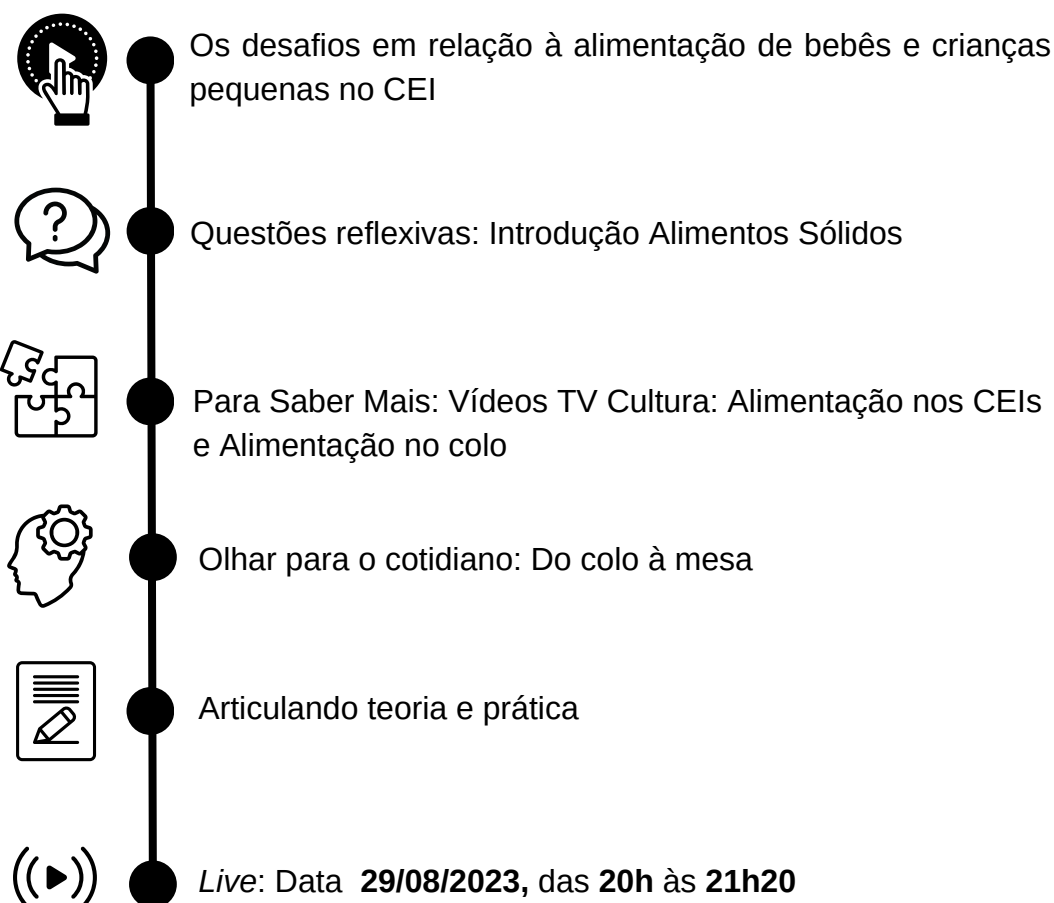 Os desafios em relação à alimentação de bebês e crianças
pequenas no CEI
Questões reflexivas: Introdução Alimentos Sólidos
Para Saber Mais: Vídeos TV Cultura: Alimentação nos CEIs
e Alimentação no colo
Olhar para o cotidiano: Do colo à mesa
Articulando teoria e prática
Live: Data 29/08/2023, das 20h às 21h20